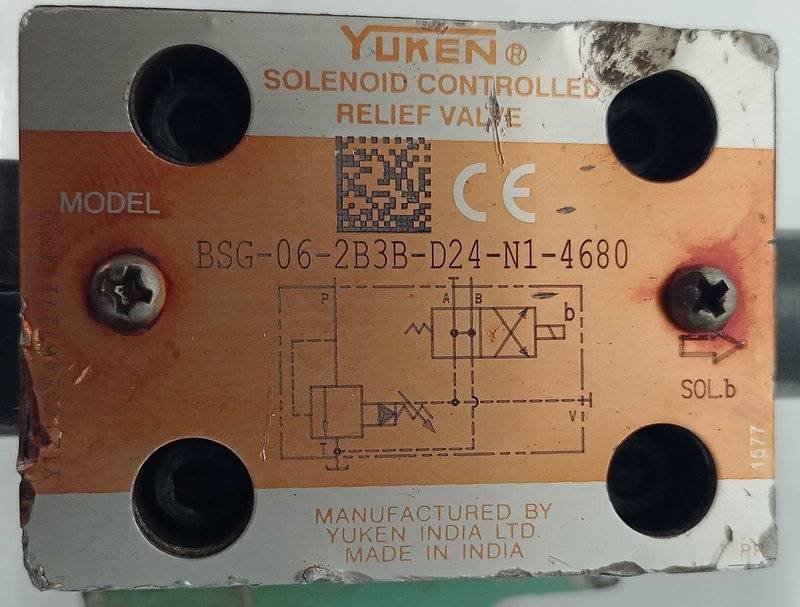 YUKEN®
SOLENOID CONTROLLED
RELIEF VALVE
CE
MODEL
BSG-06-2B3B-D24-N1-4680
P A B
b
SOL.b
T V
1577
MANUFACTURED BY
YUKEN INDIA LTD.
MADE IN INDIA